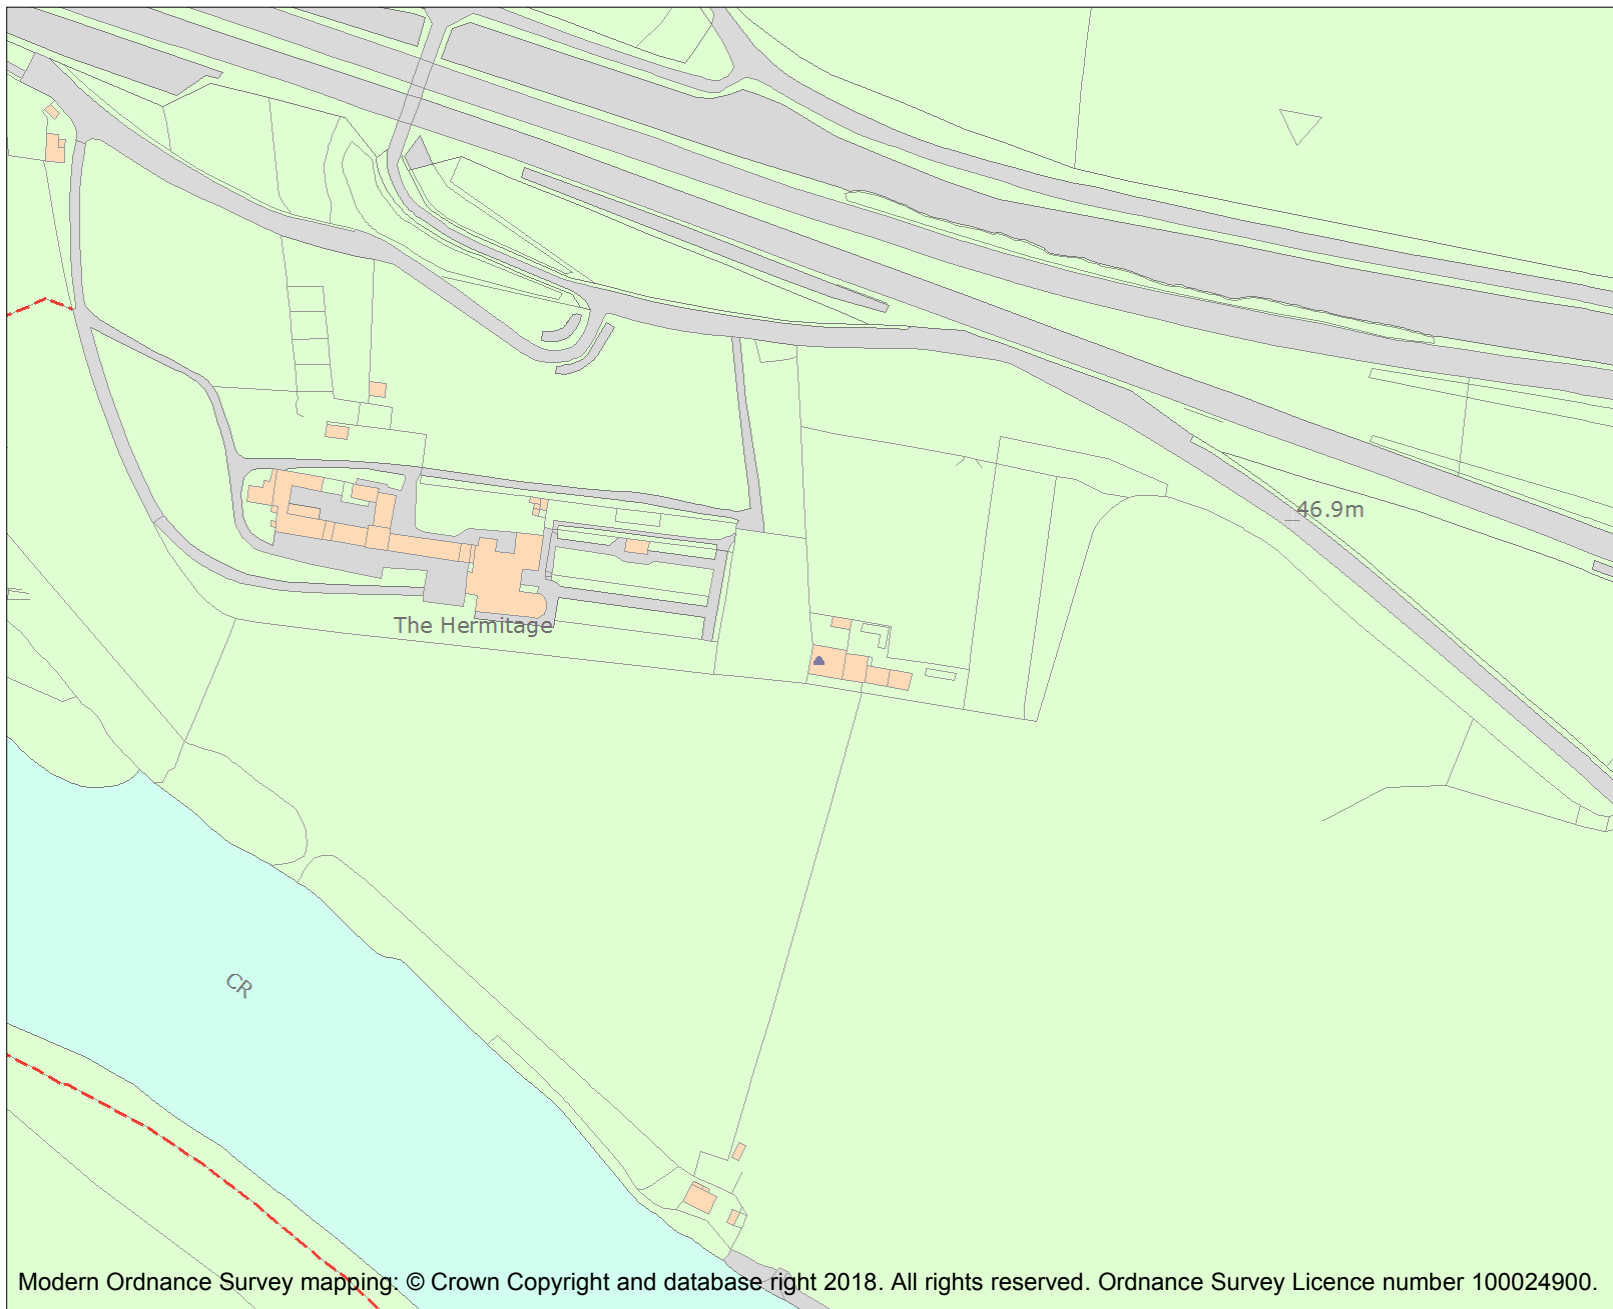 46.9m
The Hermitage
CR
Modern Ordnance Survey mapping: © Crown Copyright and database right 2018. All rights reserved. Ordnance Survey Licence number 100024900.